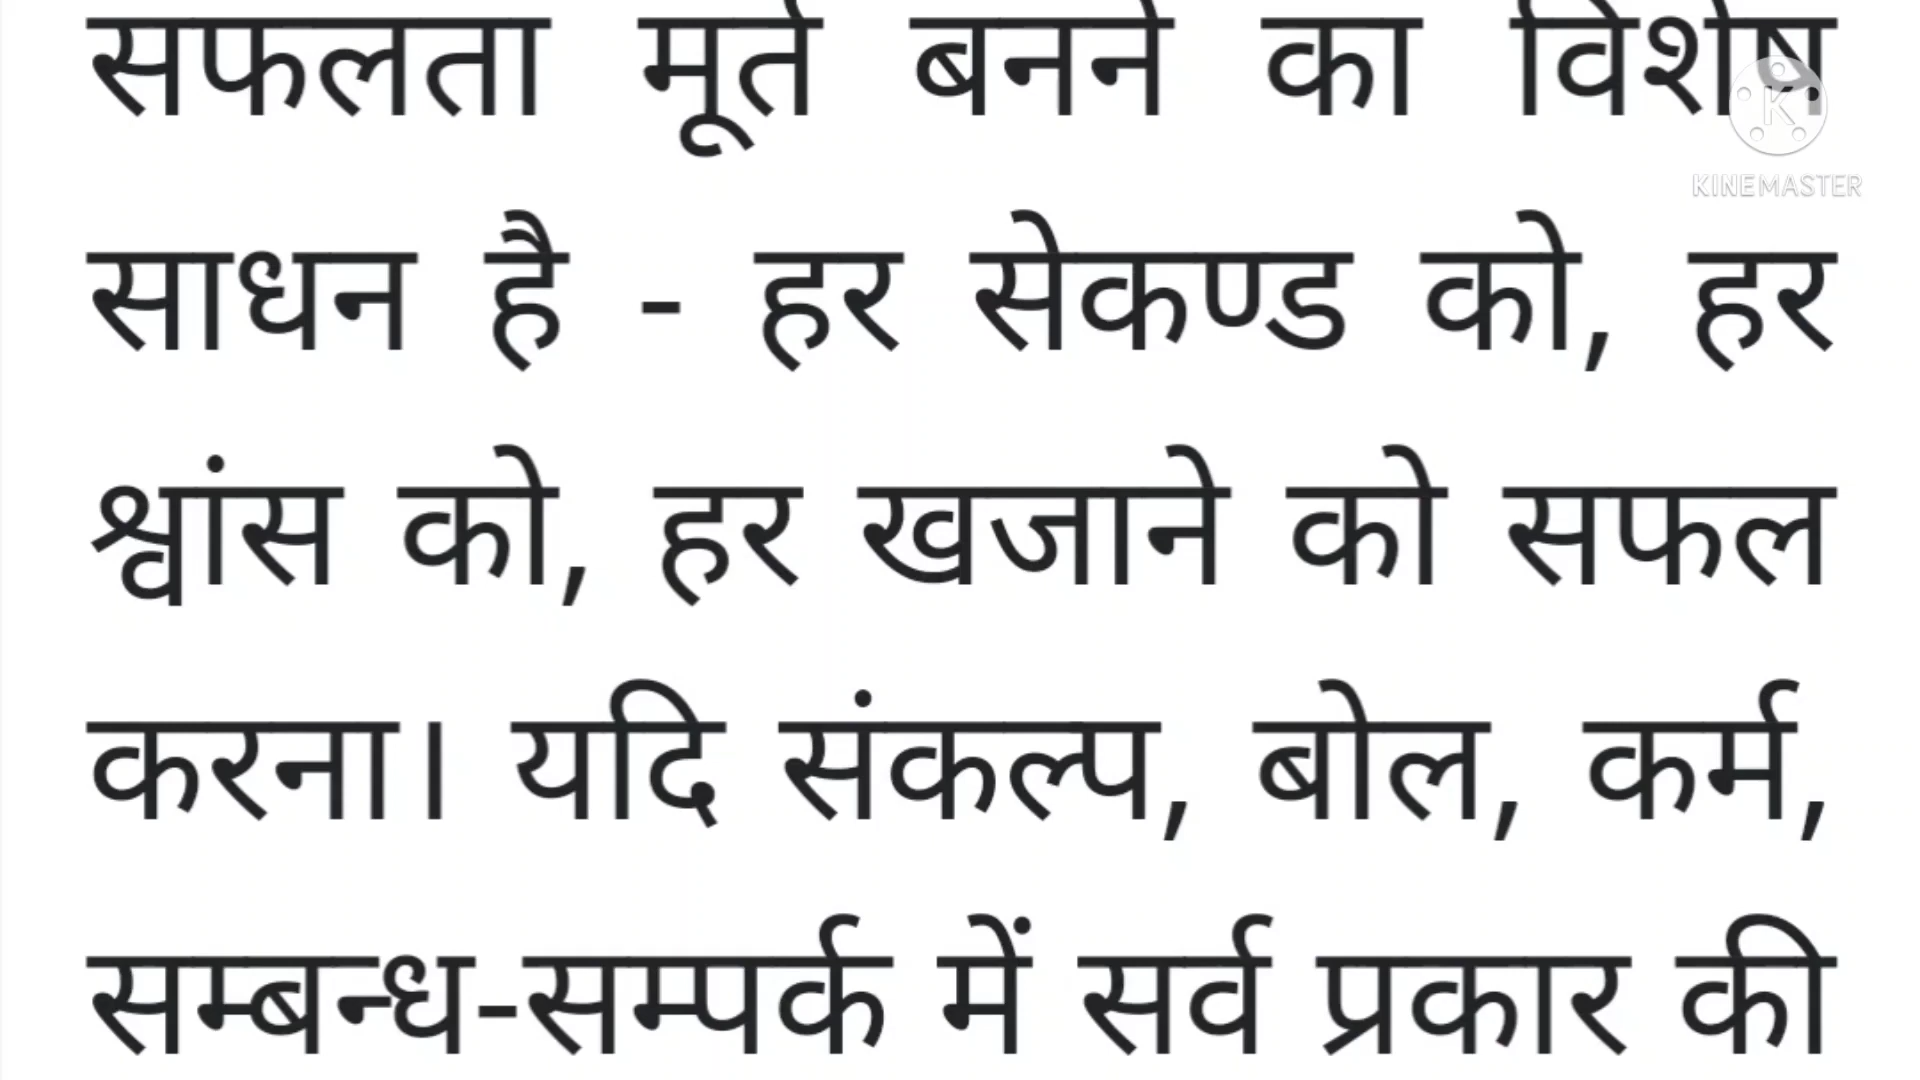 सफलता मूर्त बनने का विशेष
KINEMASTER
साधन है - हर सेकण्ड को, हर
श्वांस को, हर खजाने को सफल
करना। यदि संकल्प, बोल, कर्म,
सम्बन्ध-सम्पर्क में सर्व प्रकार की